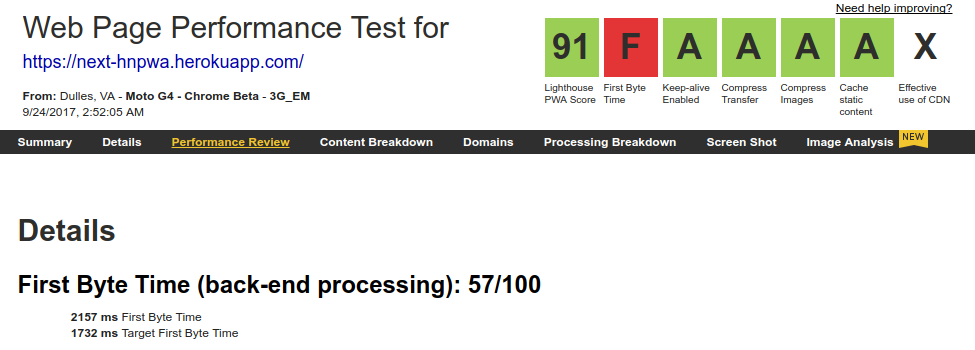 Need help improving?
Web Page Performance Test for
https://next-hnpwa.herokuapp.com/
From: Dulles, VA - Moto G4 - Chrome Beta - 3G_EM
9/24/2017, 2:52:05 AM
91 F A A A A X
Lighthouse PWA Score
First Byte Time
Keep-alive Enabled
Compress Transfer
Compress Images
Cache static content
Effective use of CDN
Summary Details Performance Review Content Breakdown Domains Processing Breakdown Screen Shot Image Analysis NEW
Details
First Byte Time (back-end processing): 57/100
2157 ms First Byte Time
1732 ms Target First Byte Time